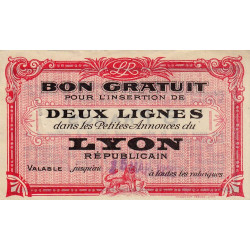 LR
BON GRATUIT
POUR L'INSERTION DE
DEUX LIGNES
dans les Petites Annonces du
LYON
RÉPUBLICAIN
VALABLE jusqu'au à toutes les rubriques